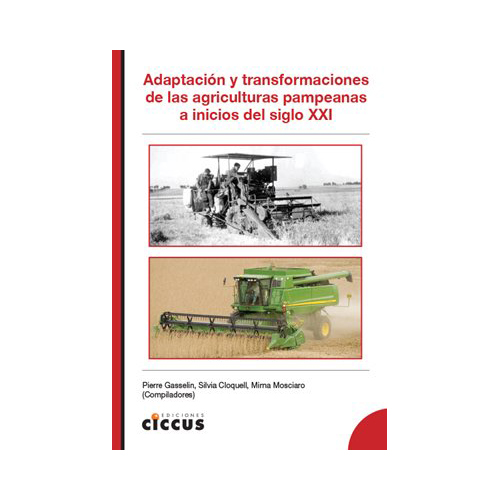 Adaptación y transformaciones
de las agriculturas pampeanas
a inicios del siglo XXI
Pierre Gasselin, Silvia Cloquell, Mirna Mosciaro
(Compiladores)
EDICIONES
CICCUS